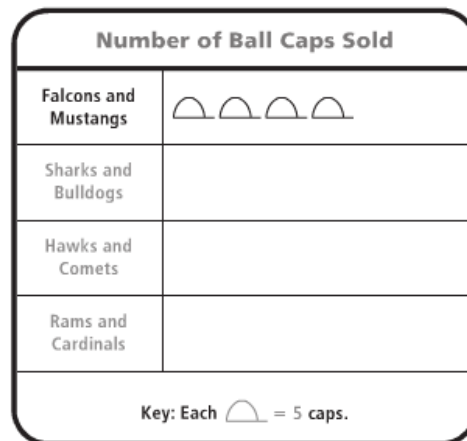 Number of Ball Caps Sold
Falcons and
Mustangs
Sharks and
Bulldogs
Hawks and
Comets
Rams and
Cardinals
Key: Each = 5 caps.